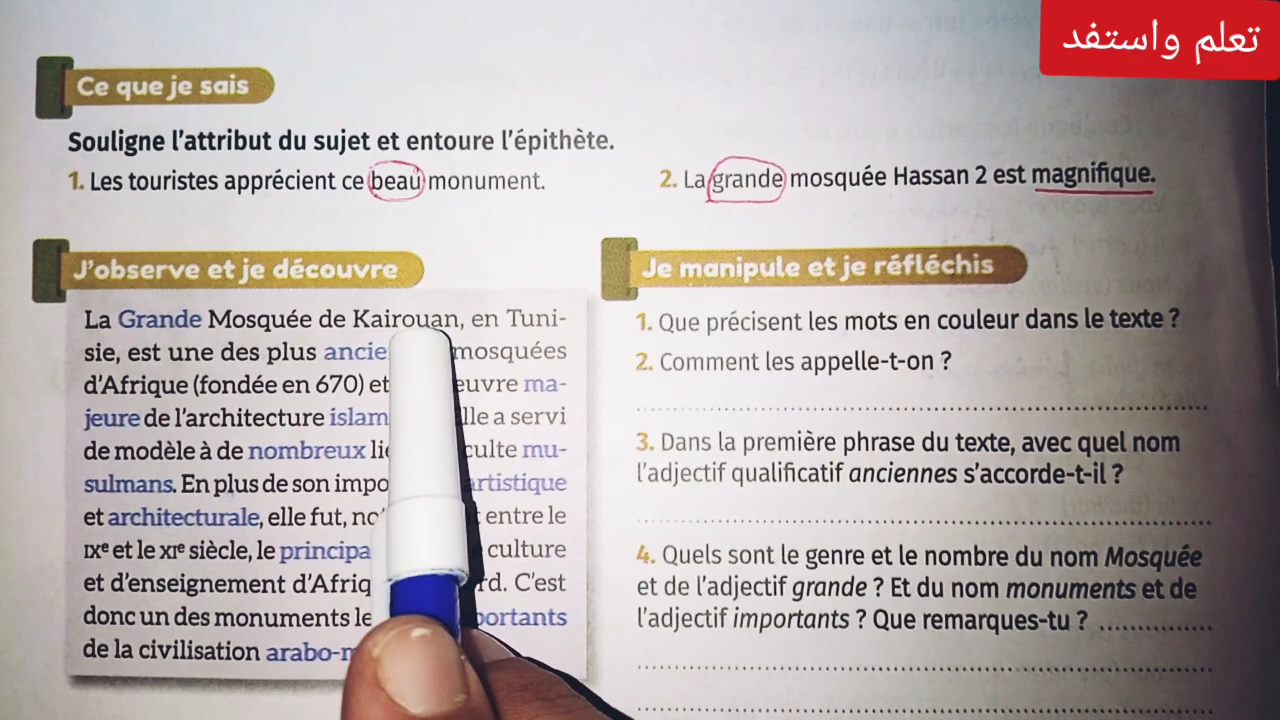 تعلم واستفد
Ce que je sais
Souligne l'attribut du sujet et entoure l'épithète.
1. Les touristes apprécient ce beau monument.
2. La grande mosquée Hassan 2 est magnifique.
J'observe et je découvre
La Grande Mosquée de Kairouan, en Tuni-
sie, est une des plus mosquées
d'Afrique (fondée en 670) et ma-
jeure de l'architecture a servi
de modèle à de nombreux culte mu-
sulmans. En plus de son artistique
et architecturale, elle fut, entre le
IXe et le XIe siècle, le culture
et d'enseignement C'est
donc un des monuments
de la civilisation
Je manipule et je réfléchis
1. Que précisent les mots en couleur dans le texte ?
2. Comment les appelle-t-on ?
3. Dans la première phrase du texte, avec quel nom
l'adjectif qualificatif anciennes s'accorde-t-il ?
4. Quels sont le genre et le nombre du nom Mosquée
et de l'adjectif grande ? Et du nom monuments et de
l'adjectif importants ? Que remarques-tu ?